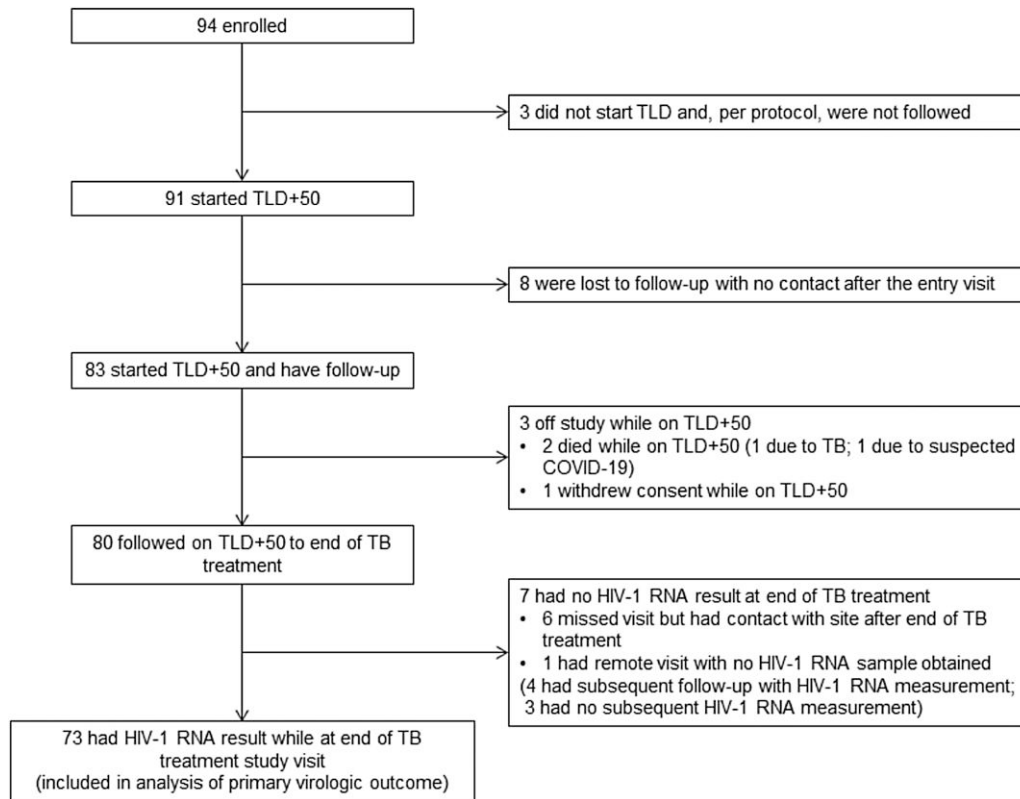 94 enrolled
3 did not start TLD and, per protocol, were not followed
91 started TLD+50
8 were lost to follow-up with no contact after the entry visit
83 started TLD+50 and have follow-up
3 off study while on TLD+50
• 2 died while on TLD+50 (1 due to TB; 1 due to suspected
COVID-19)
• 1 withdrew consent while on TLD+50
80 followed on TLD+50 to end of TB
treatment
7 had no HIV-1 RNA result at end of TB treatment
• 6 missed visit but had contact with site after end of TB
treatment
• 1 had remote visit with no HIV-1 RNA sample obtained
(4 had subsequent follow-up with HIV-1 RNA measurement;
3 had no subsequent HIV-1 RNA measurement)
73 had HIV-1 RNA result while at end of TB
treatment study visit
(included in analysis of primary virologic outcome)